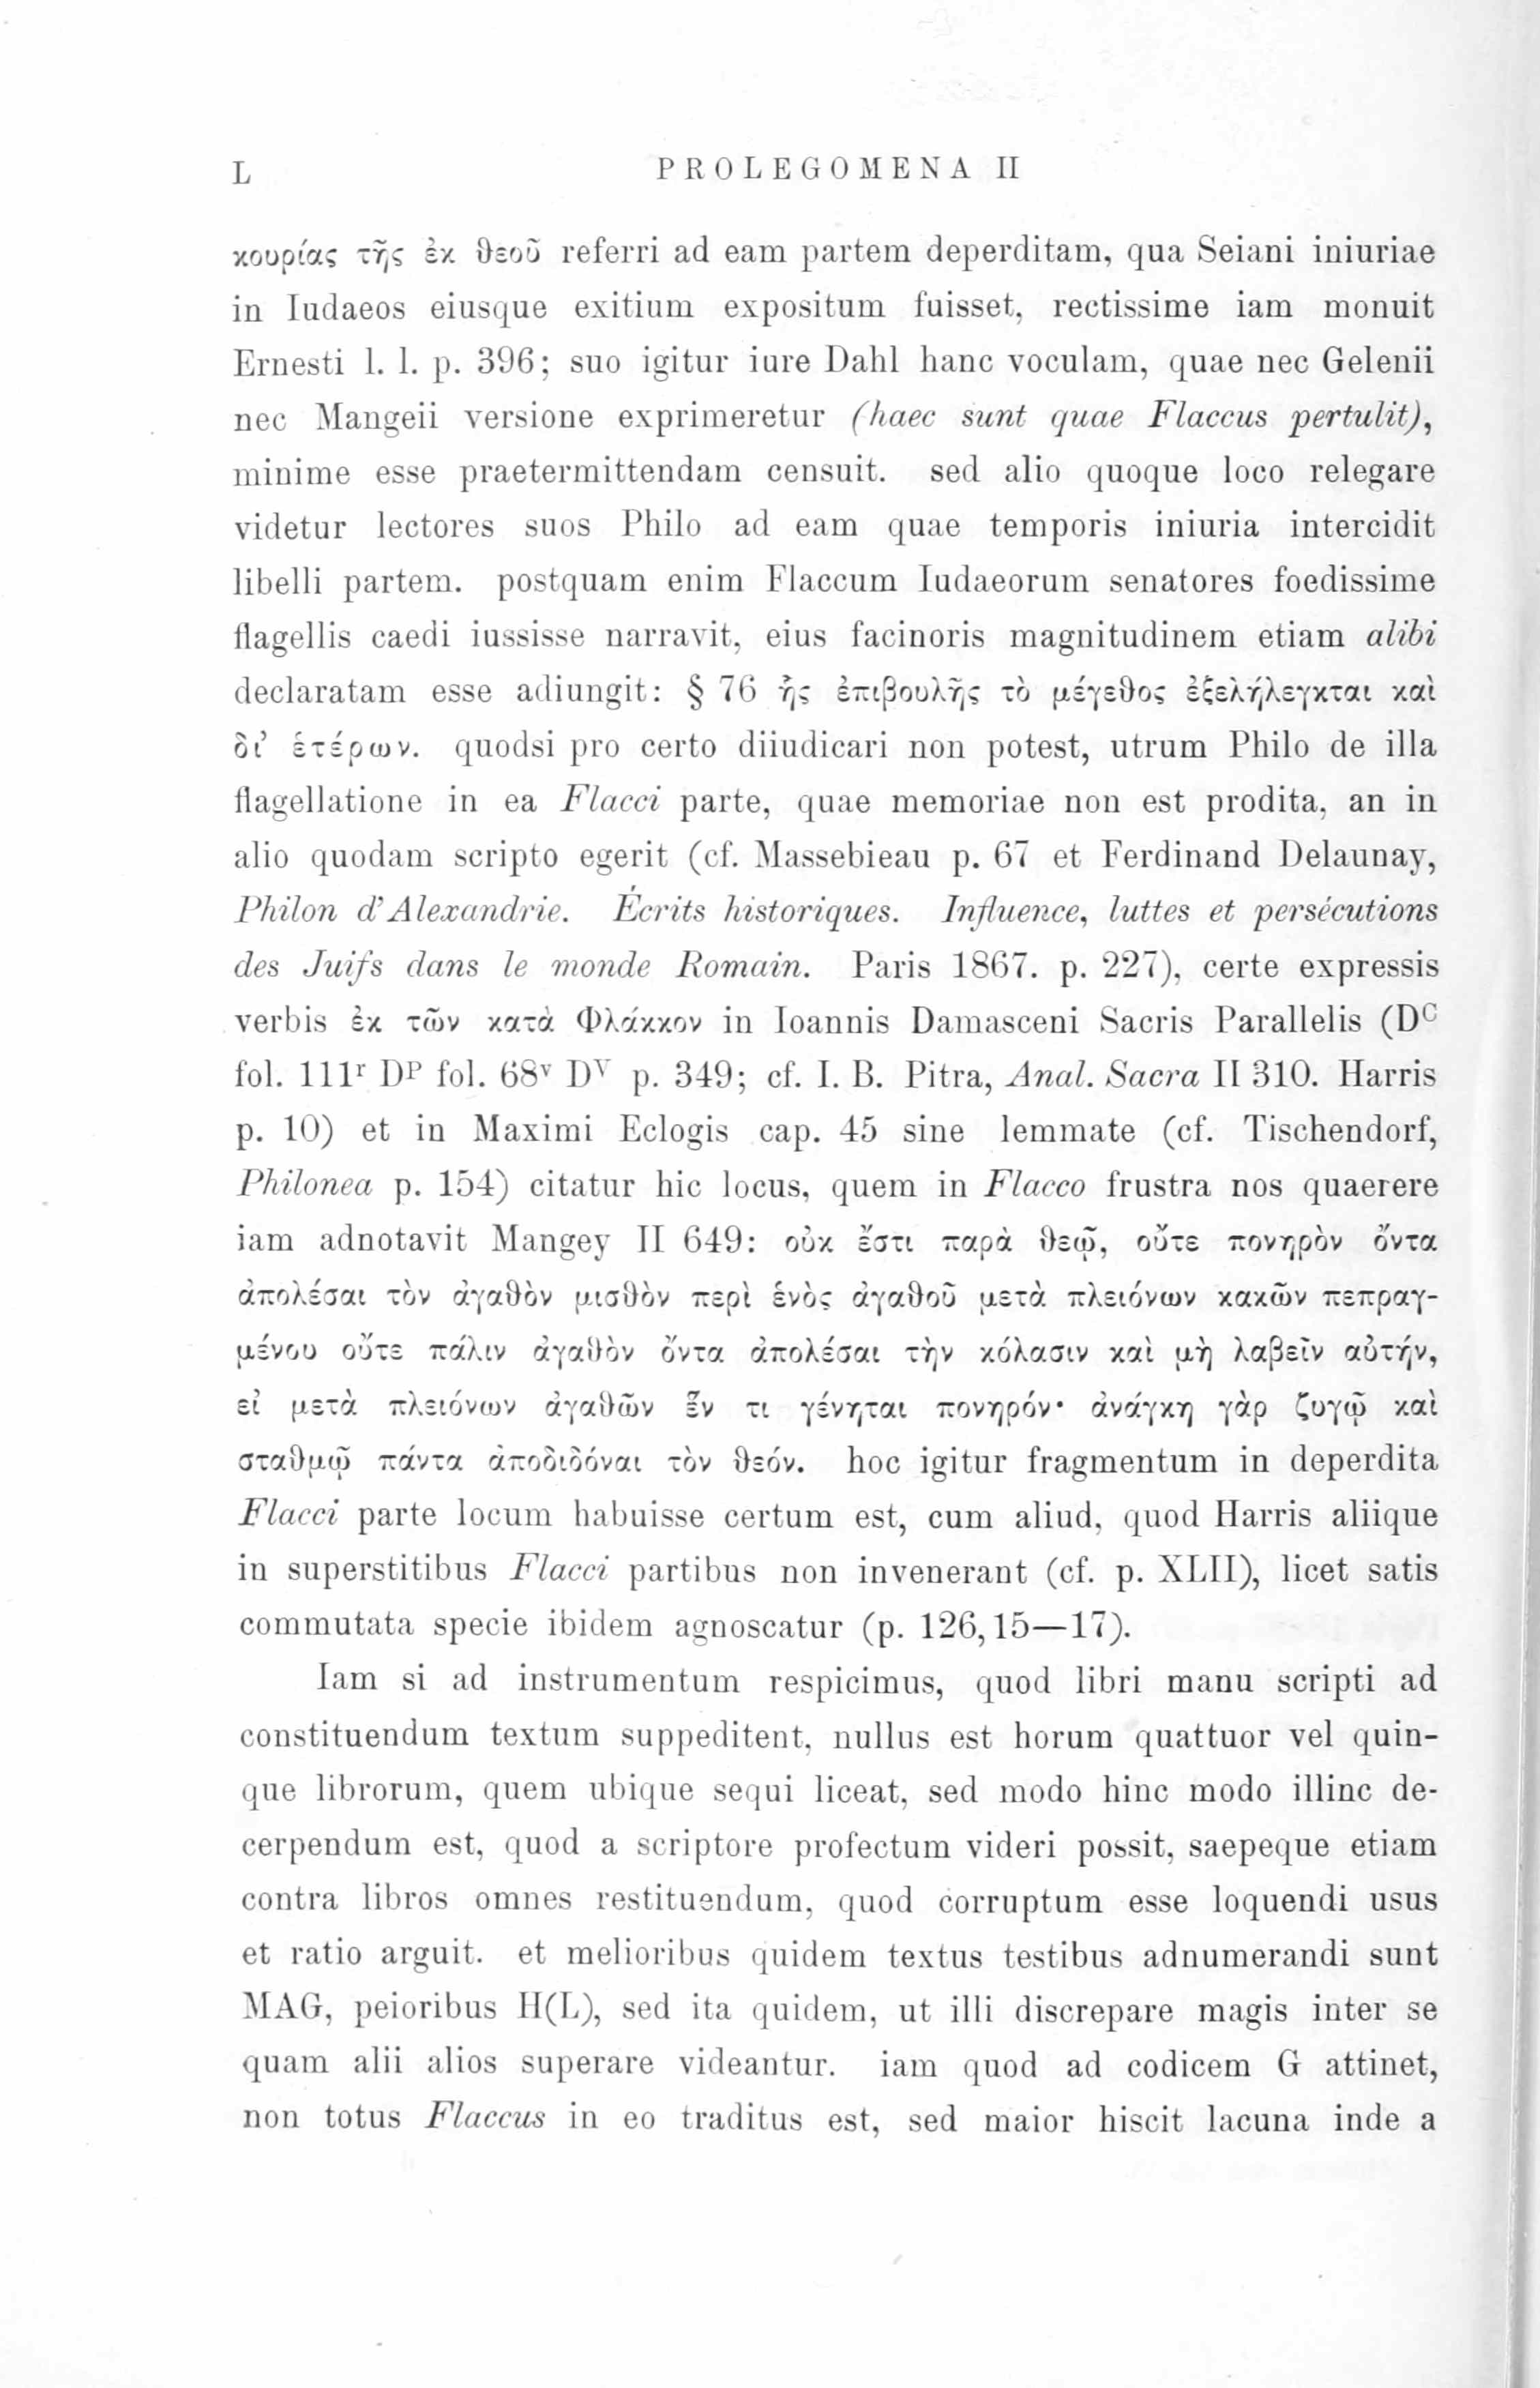 L PROLEGOMENA II
κουρίας τῆς ἐκ θεοῦ referri ad eam partem deperditam, qua Seiani iniuriae
in Iudaeos eiusque exitium expositum fuisset, rectissime iam monuit
Ernesti l. l. p. 396; suo igitur iure Dahl hanc voculam, quae nec Gelenii
nec Mangeii versione exprimeretur (haec sunt quae Flaccus pertulit),
minime esse praetermittendam censuit. sed alio quoque loco relegare
videtur lectores suos Philo ad eam quae temporis iniuria intercidit
libelli partem. postquam enim Flaccum Iudaeorum senatores foedissime
flagellis caedi iussisse narravit, eius facinoris magnitudinem etiam alibi
declaratam esse adiungit: § 76 ἧς ἐπιβουλῆς τὸ μέγεθος ἐξελήλεγκται καὶ
δι’ ἑτέρων. quodsi pro certo diiudicari non potest, utrum Philo de illa
flagellatione in ea Flacci parte, quae memoriae non est prodita, an in
alio quodam scripto egerit (cf. Massebieau p. 67 et Ferdinand Delaunay,
Philon d’Alexandrie. Écrits historiques. Influence, luttes et persécutions
des Juifs dans le monde Romain. Paris 1867. p. 227), certe expressis
verbis ἐκ τῶν κατὰ Φλάκκον in Ioannis Damasceni Sacris Parallelis (Dᶜ
fol. 111ʳ Dᴾ fol. 68ᵛ Dⱽ p. 349; cf. I. B. Pitra, Anal. Sacra II 310. Harris
p. 10) et in Maximi Eclogis cap. 45 sine lemmate (cf. Tischendorf,
Philonea p. 154) citatur hic locus, quem in Flacco frustra nos quaerere
iam adnotavit Mangey II 649: οὐκ ἔστι παρὰ θεῷ, οὔτε πονηρὸν ὄντα
ἀπολέσαι τὸν ἀγαθὸν μισθὸν περὶ ἑνὸς ἀγαθοῦ μετὰ πλειόνων κακῶν πεπραγ-
μένου οὔτε πάλιν ἀγαθὸν ὄντα ἀπολέσαι τὴν κόλασιν καὶ μὴ λαβεῖν αὐτήν,
εἰ μετὰ πλειόνων ἀγαθῶν ἕν τι γένηται πονηρόν· ἀνάγκη γὰρ ζυγῷ καὶ
σταθμῷ πάντα ἀποδιδόναι τὸν θεόν. hoc igitur fragmentum in deperdita
Flacci parte locum habuisse certum est, cum aliud, quod Harris aliique
in superstitibus Flacci partibus non invenerant (cf. p. XLII), licet satis
commutata specie ibidem agnoscatur (p. 126,15—17).
Iam si ad instrumentum respicimus, quod libri manu scripti ad
constituendum textum suppeditent, nullus est horum quattuor vel quin-
que librorum, quem ubique sequi liceat, sed modo hinc modo illinc de-
cerpendum est, quod a scriptore profectum videri possit, saepeque etiam
contra libros omnes restituendum, quod corruptum esse loquendi usus
et ratio arguit. et melioribus quidem textus testibus adnumerandi sunt
MAG, peioribus H(L), sed ita quidem, ut illi discrepare magis inter se
quam alii alios superare videantur. iam quod ad codicem G attinet,
non totus Flaccus in eo traditus est, sed maior hiscit lacuna inde a